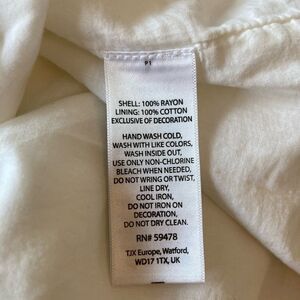 P1
SHELL: 100% RAYON
LINING: 100% COTTON
EXCLUSIVE OF DECORATION
HAND WASH COLD,
WASH WITH LIKE COLORS,
WASH INSIDE OUT,
USE ONLY NON-CHLORINE
BLEACH WHEN NEEDED,
DO NOT WRING OR TWIST,
LINE DRY,
COOL IRON,
DO NOT IRON ON
DECORATION,
DO NOT DRY CLEAN.
RN# 59478
TJX Europe, Watford,
WD17 1TX, UK